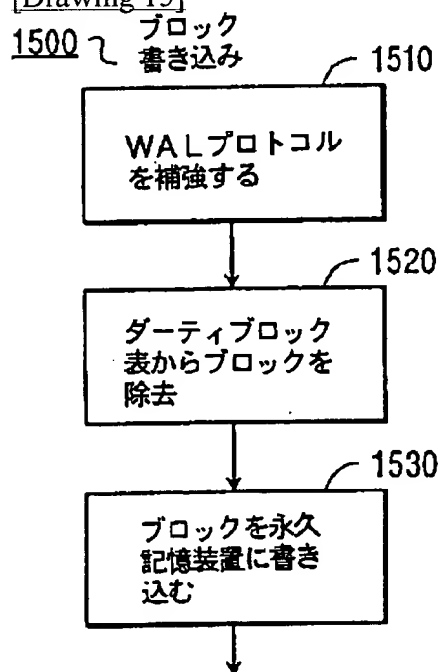 [Drawing 15]
1500 ブロック
書き込み
1510
WALプロトコル
を補強する
1520
ダーティブロック
表からブロックを
除去
1530
ブロックを永久
記憶装置に書き
込む